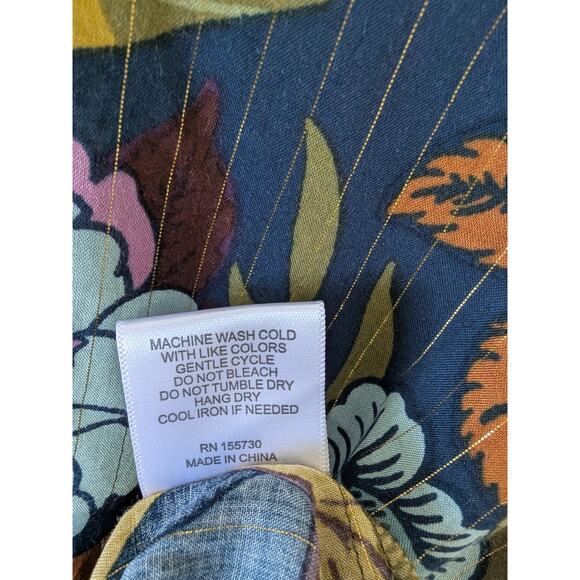 MACHINE WASH COLD
WITH LIKE COLORS
GENTLE CYCLE
DO NOT BLEACH
DO NOT TUMBLE DRY
HANG DRY
COOL IRON IF NEEDED
RN 155730
MADE IN CHINA